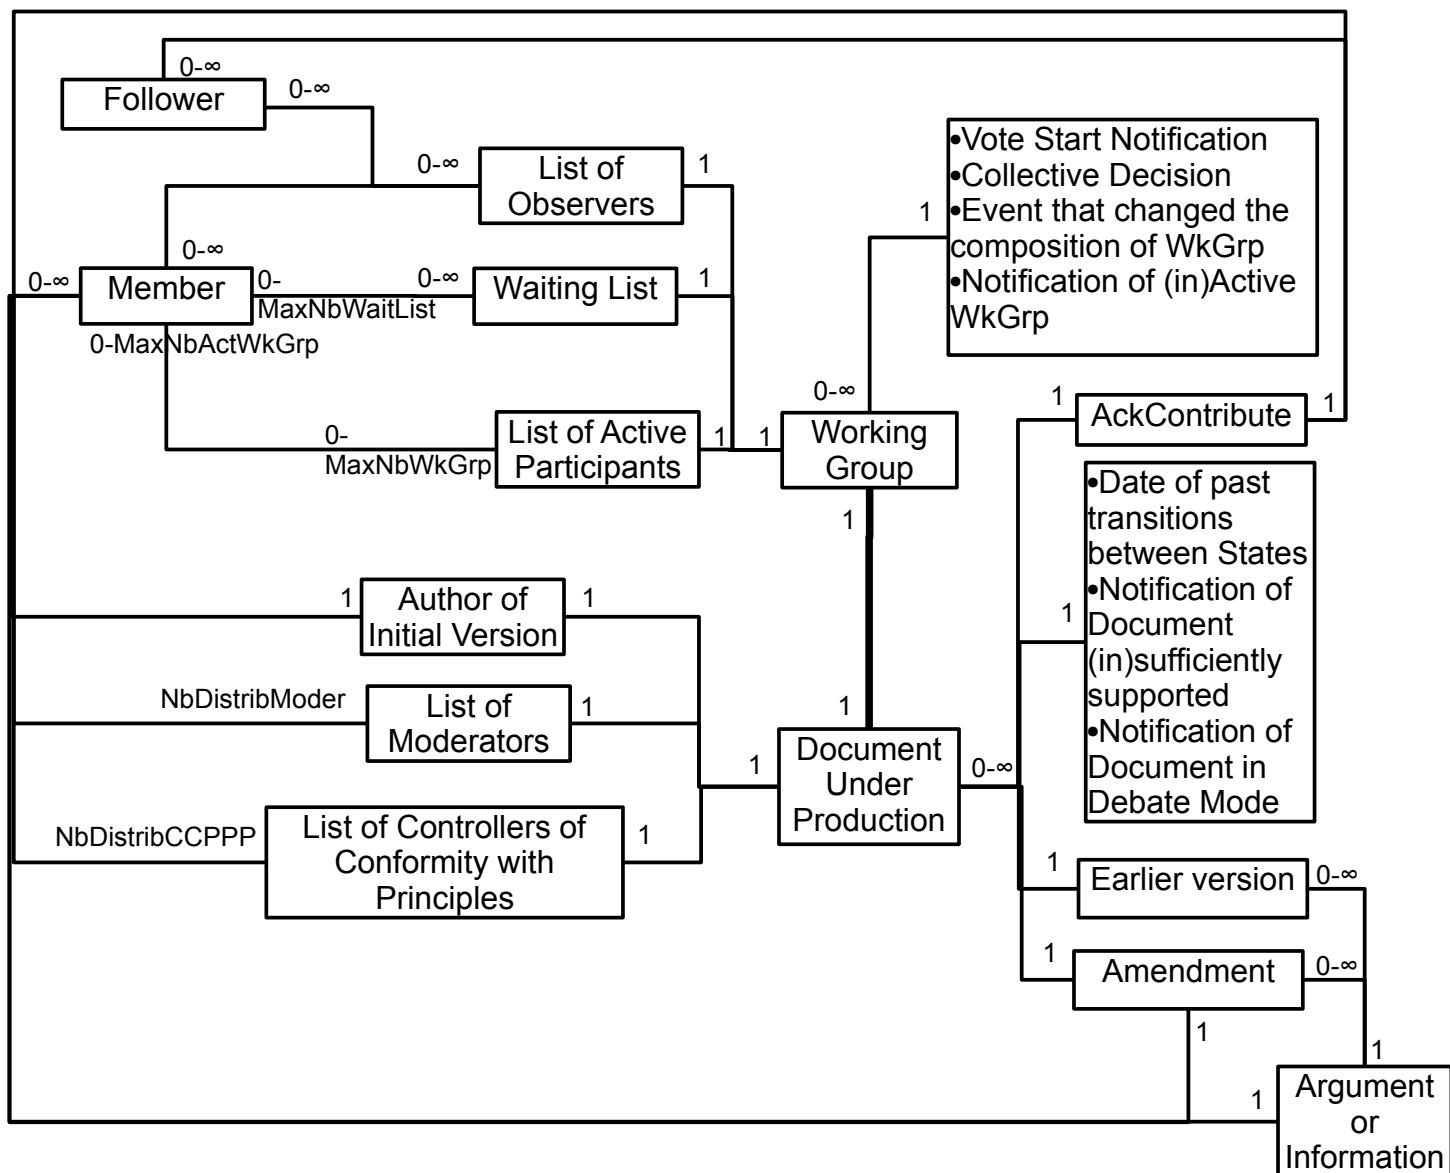 0-∞
Follower
0-∞
0-∞
List of
Observers
1
•Vote Start Notification
•Collective Decision
•Event that changed the
composition of WkGrp
•Notification of (in)Active
WkGrp
1
0-∞
0-∞
Member
0-
MaxNbWaitList
0-∞
Waiting List
1
0-MaxNbActWkGrp
0-
MaxNbWkGrp
List of Active
Participants
1
1
0-∞
Working
Group
1
1
AckContribute
1
•Date of past
transitions
between States
•Notification of
Document
(in)sufficiently
supported
•Notification of
Document in
Debate Mode
1
1
Author of
Initial Version
1
NbDistribModer
List of
Moderators
1
1
1
Document
Under
Production
0-∞
NbDistribCCPPP
List of Controllers of
Conformity with
Principles
1
1
Earlier version
0-∞
1
Amendment
0-∞
1
1
1
Argument
or
Information